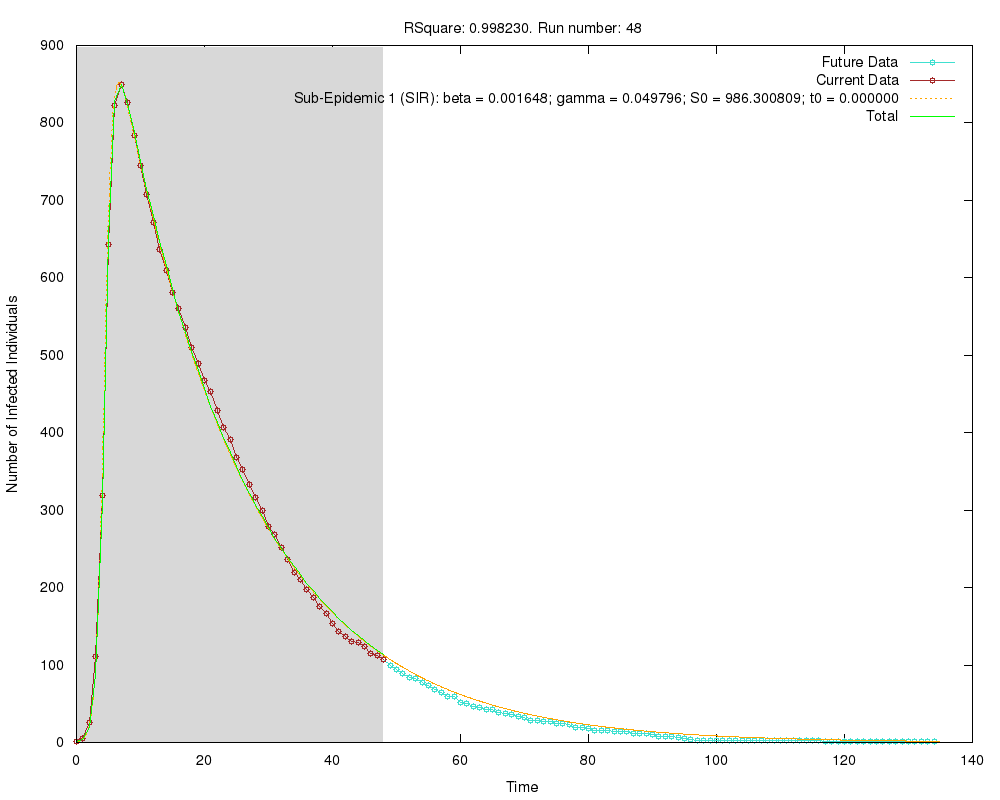 RSquare: 0.998230. Run number: 48
Future Data
Current Data
Sub-Epidemic 1 (SIR): beta = 0.001648; gamma = 0.049796; S0 = 986.300809; t0 = 0.000000
Total
900
800
700
600
500
400
300
200
100
0
Number of Infected Individuals
0 20 40 60 80 100 120 140
Time